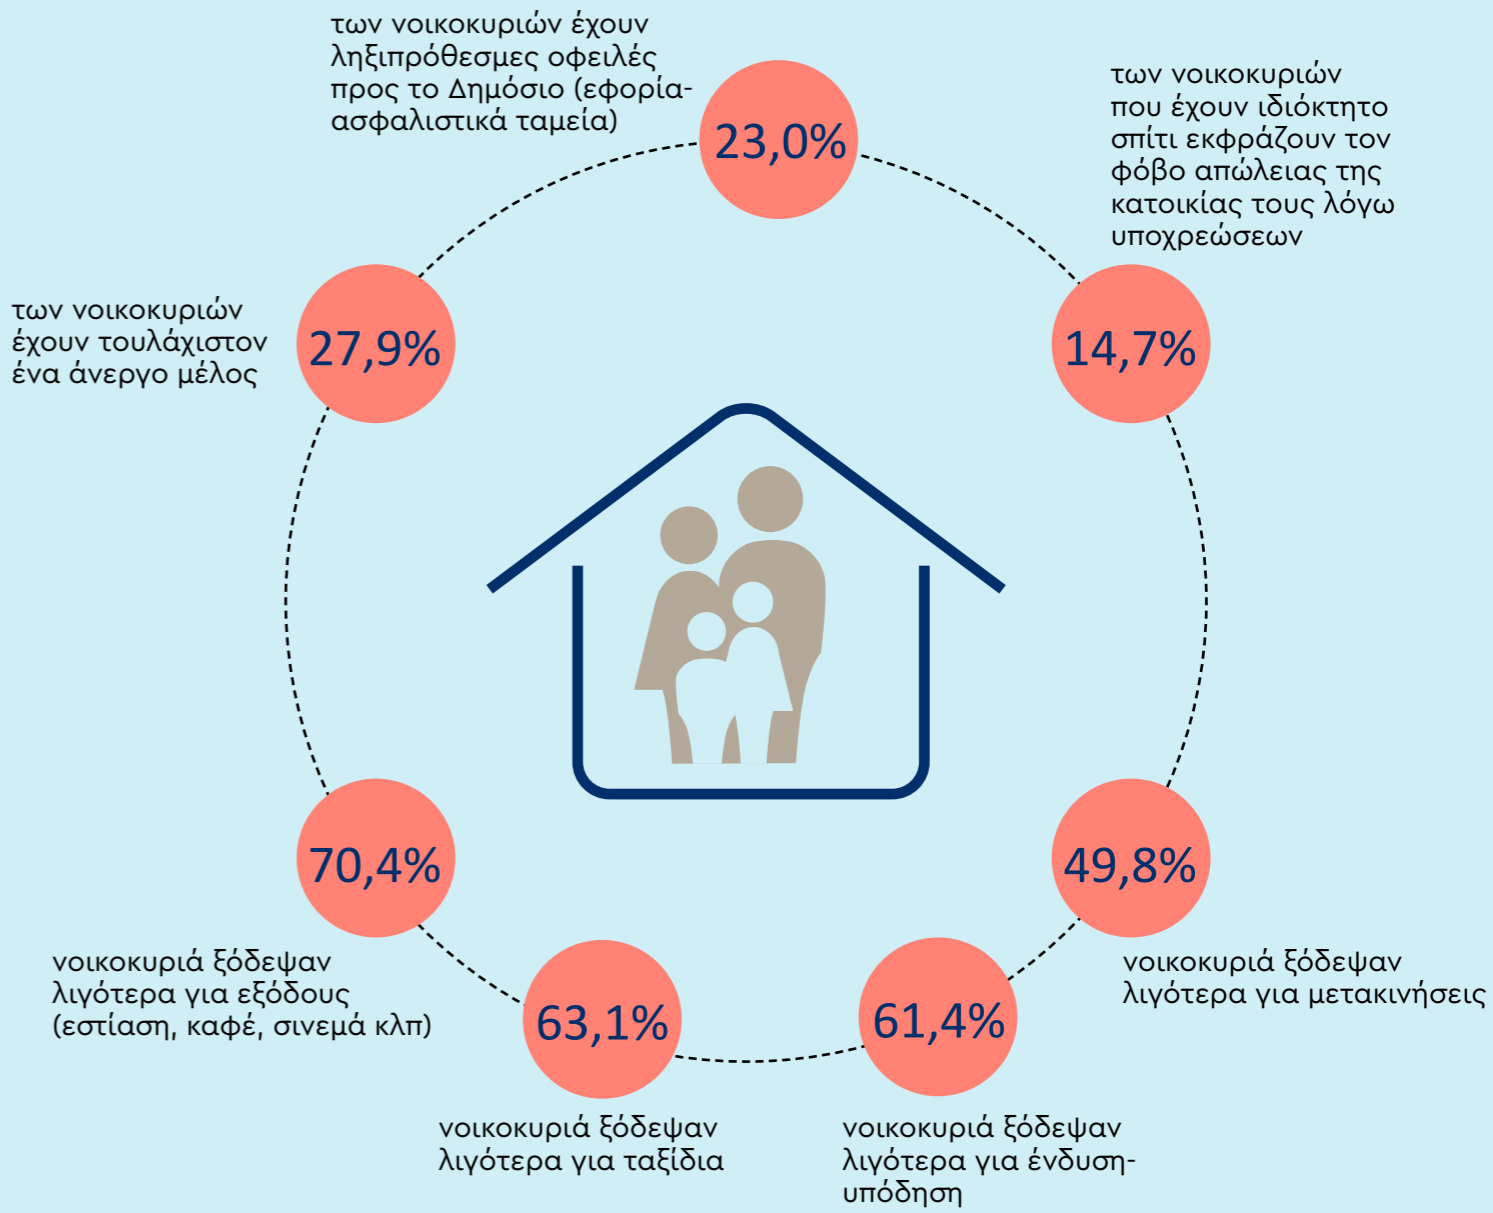 των νοικοκυριών έχουν
ληξιπρόθεσμες οφειλές
προς το Δημόσιο (εφορία-
ασφαλιστικά ταμεία)
23,0%
των νοικοκυριών
που έχουν ιδιόκτητο
σπίτι εκφράζουν τον
φόβο απώλειας της
κατοικίας τους λόγω
υποχρεώσεων
14,7%
των νοικοκυριών
έχουν τουλάχιστον
ένα άνεργο μέλος
27,9%
70,4%
νοικοκυριά ξόδεψαν
λιγότερα για εξόδους
(εστίαση, καφέ, σινεμά κλπ)
49,8%
νοικοκυριά ξόδεψαν
λιγότερα για μετακινήσεις
63,1%
νοικοκυριά ξόδεψαν
λιγότερα για ταξίδια
61,4%
νοικοκυριά ξόδεψαν
λιγότερα για ένδυση-
υπόδηση